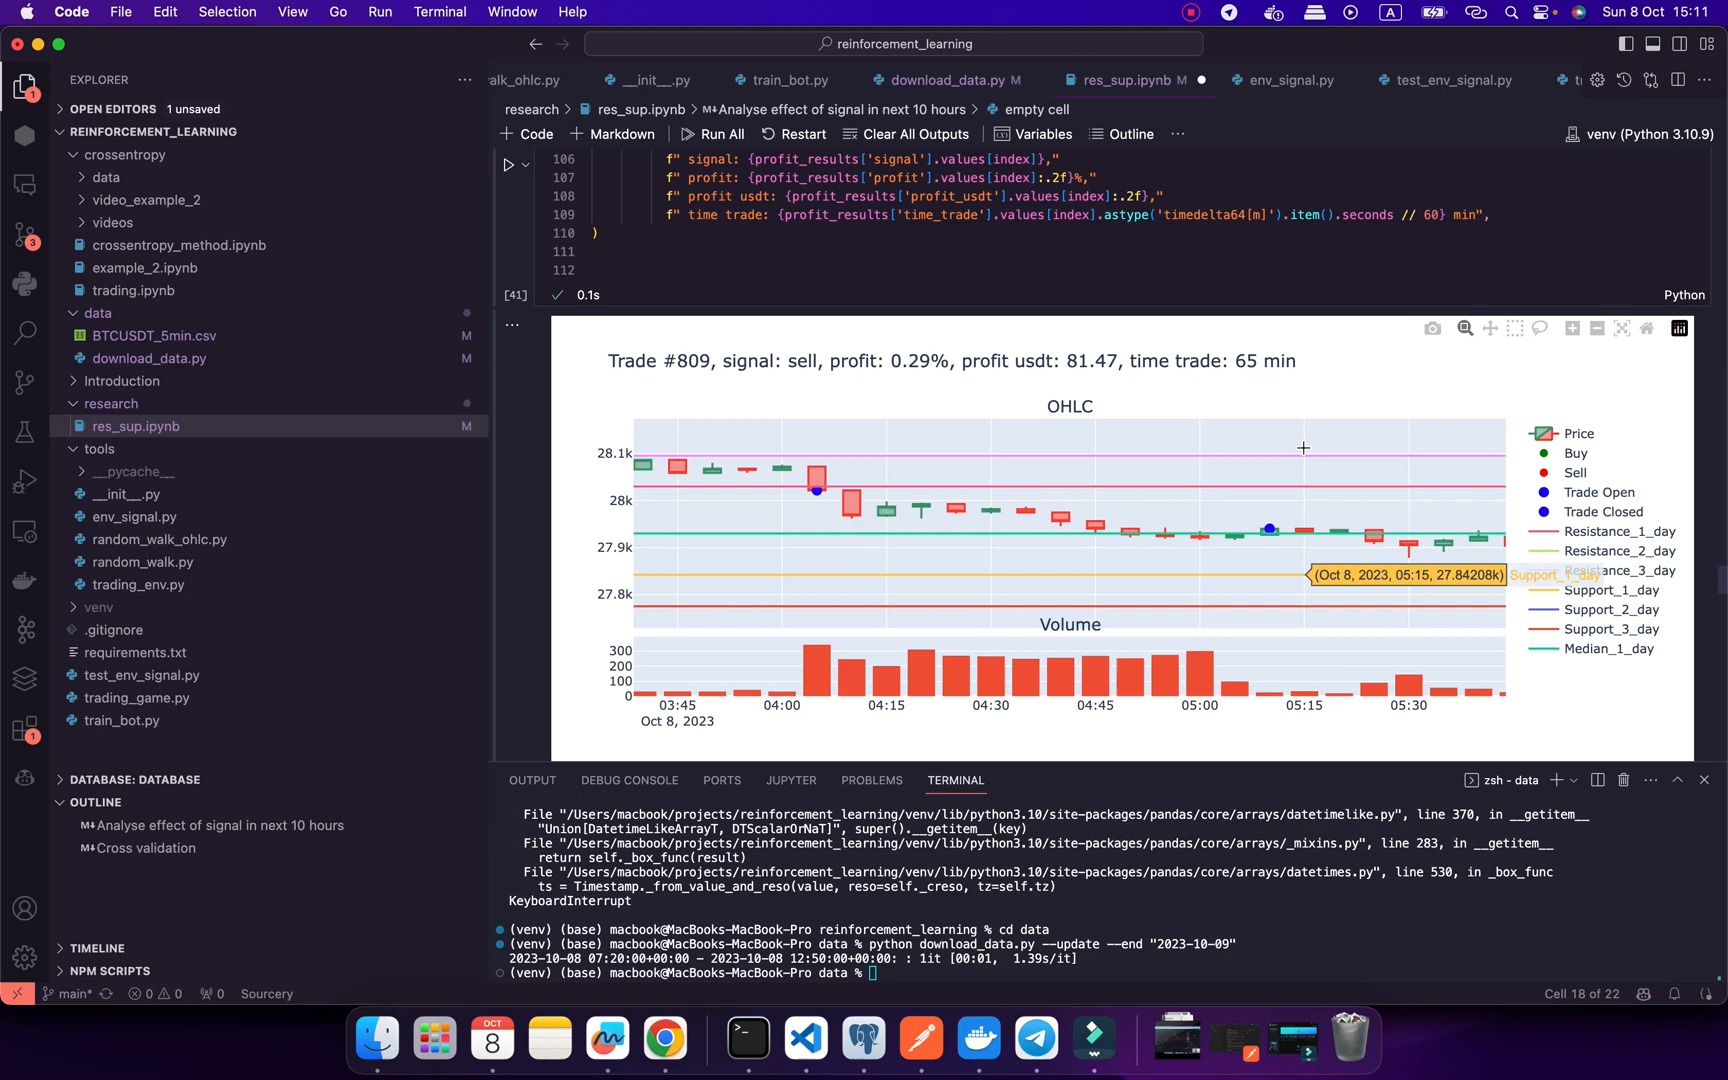 Code File Edit Selection View Go Run Terminal Window Help
A
Sun 8 Oct 15:11
reinforcement_learning
EXPLORER
alk_ohlc.py
__init__.py
train_bot.py
download_data.py M
res_sup.ipynb M
env_signal.py
test_env_signal.py
OPEN EDITORS 1 unsaved
research > res_sup.ipynb > M↓Analyse effect of signal in next 10 hours > empty cell
REINFORCEMENT_LEARNING
Code Markdown Run All Restart Clear All Outputs Variables Outline
venv (Python 3.10.9)
crossentropy
data
video_example_2
videos
crossentropy_method.ipynb
example_2.ipynb
trading.ipynb
data
BTCUSDT_5min.csv M
download_data.py M
Introduction
research
res_sup.ipynb M
tools
__pycache__
__init__.py
env_signal.py
random_walk_ohlc.py
random_walk.py
trading_env.py
venv
.gitignore
requirements.txt
test_env_signal.py
trading_game.py
train_bot.py
DATABASE: DATABASE
OUTLINE
M↓Analyse effect of signal in next 10 hours
M↓Cross validation
TIMELINE
NPM SCRIPTS
1
3
1
106 f" signal: {profit_results['signal'].values[index]},"
107 f" profit: {profit_results['profit'].values[index]:.2f}%,"
108 f" profit usdt: {profit_results['profit_usdt'].values[index]:.2f},"
109 f" time trade: {profit_results['time_trade'].values[index].astype('timedelta64[m]').item().seconds // 60} min",
110 )
111
112
[41] 0.1s
Python
Trade #809, signal: sell, profit: 0.29%, profit usdt: 81.47, time trade: 65 min
OHLC
28.1k
28k
27.9k
27.8k
(Oct 8, 2023, 05:15, 27.84208k) Support_1_day
Price
Buy
Sell
Trade Open
Trade Closed
Resistance_1_day
Resistance_2_day
Resistance_3_day
Support_1_day
Support_2_day
Support_3_day
Median_1_day
Volume
300
200
100
0
03:45 04:00 04:15 04:30 04:45 05:00 05:15 05:30
Oct 8, 2023
OUTPUT DEBUG CONSOLE PORTS JUPYTER PROBLEMS TERMINAL
zsh - data
File "/Users/macbook/projects/reinforcement_learning/venv/lib/python3.10/site-packages/pandas/core/arrays/datetimelike.py", line 370, in __getitem__
"Union[DatetimeLikeArrayT, DTScalarOrNaT]", super().__getitem__(key)
File "/Users/macbook/projects/reinforcement_learning/venv/lib/python3.10/site-packages/pandas/core/arrays/_mixins.py", line 283, in __getitem__
return self._box_func(result)
File "/Users/macbook/projects/reinforcement_learning/venv/lib/python3.10/site-packages/pandas/core/arrays/datetimes.py", line 530, in _box_func
ts = Timestamp._from_value_and_reso(value, reso=self._creso, tz=self.tz)
KeyboardInterrupt
(venv) (base) macbook@MacBooks-MacBook-Pro reinforcement_learning % cd data
(venv) (base) macbook@MacBooks-MacBook-Pro data % python download_data.py --update --end "2023-10-09"
2023-10-08 07:20:00+00:00 - 2023-10-08 12:50:00+00:00: : 1it [00:01, 1.39s/it]
(venv) (base) macbook@MacBooks-MacBook-Pro data %
main* 0 0 0 Sourcery
Cell 18 of 22
OCT
8